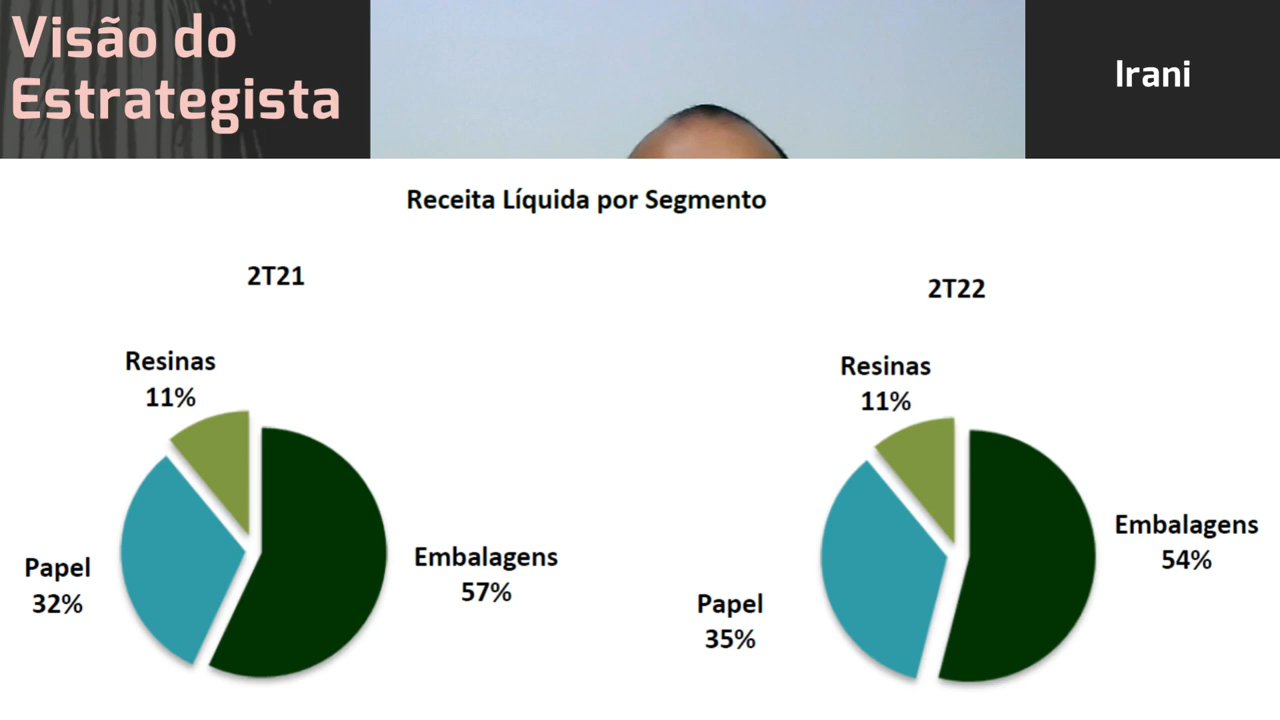 Visão do
Estrategista
Irani
Receita Líquida por Segmento
2T21
Resinas
11%
Papel
32%
Embalagens
57%
2T22
Resinas
11%
Papel
35%
Embalagens
54%